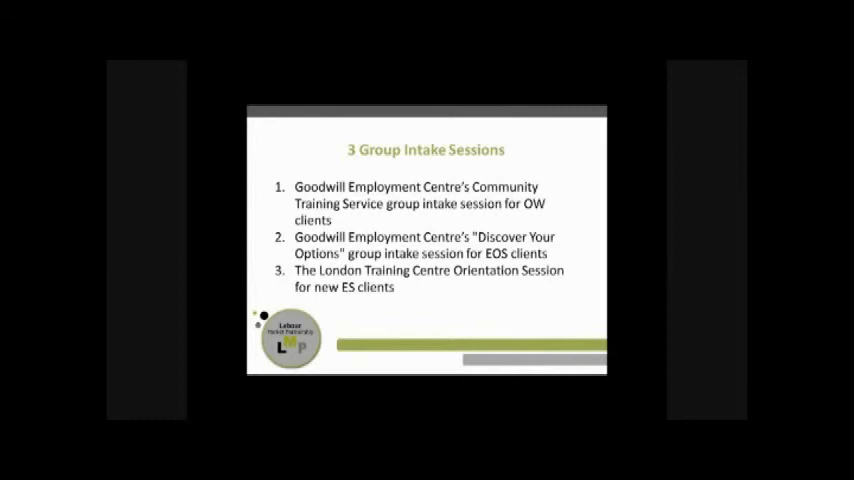 3 Group Intake Sessions
1. Goodwill Employment Centre's Community
Training Service group intake session for OW
clients
2. Goodwill Employment Centre's "Discover Your
Options" group intake session for EOS clients
3. The London Training Centre Orientation Session
for new ES clients
Labour
Market Partnership
LMP